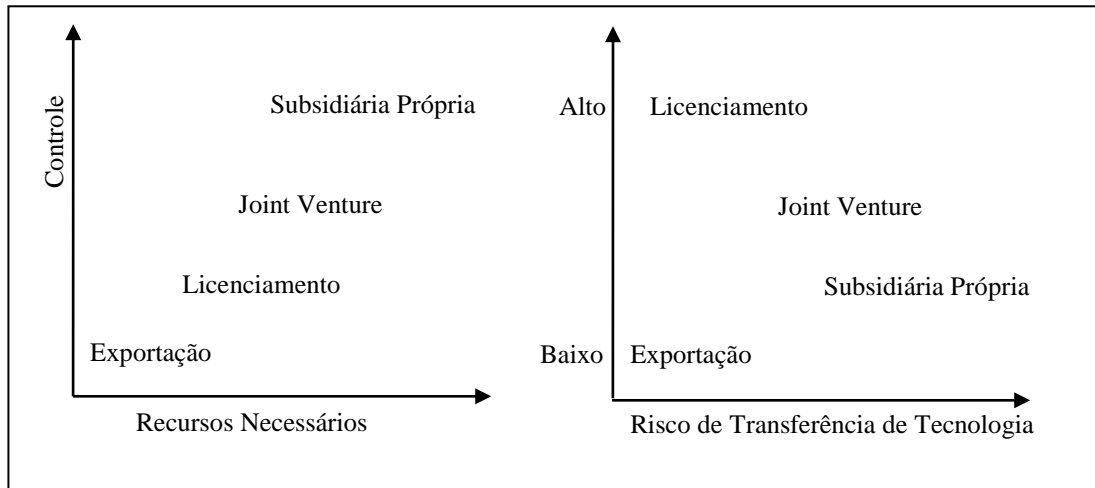 Controle
Subsidiária Própria
Joint Venture
Licenciamento
Exportação
Recursos Necessários
Alto
Licenciamento
Joint Venture
Subsidiária Própria
Baixo
Exportação
Risco de Transferência de Tecnologia